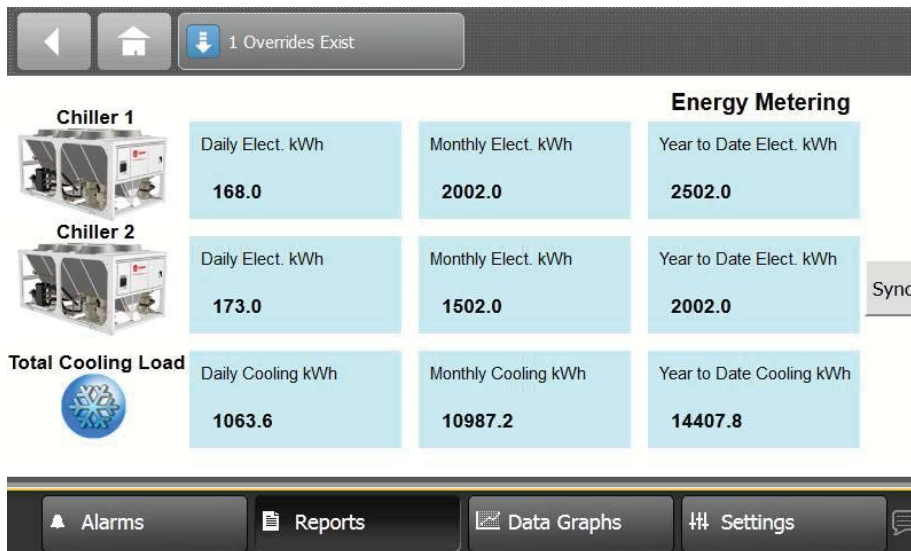 1 Overrides Exist
Energy Metering
Chiller 1
Daily Elect. kWh
Monthly Elect. kWh
Year to Date Elect. kWh
168.0
2002.0
2502.0
Chiller 2
Daily Elect. kWh
Monthly Elect. kWh
Year to Date Elect. kWh
173.0
1502.0
2002.0
Sync
Total Cooling Load
Daily Cooling kWh
Monthly Cooling kWh
Year to Date Cooling kWh
1063.6
10987.2
14407.8
Alarms
Reports
Data Graphs
Settings